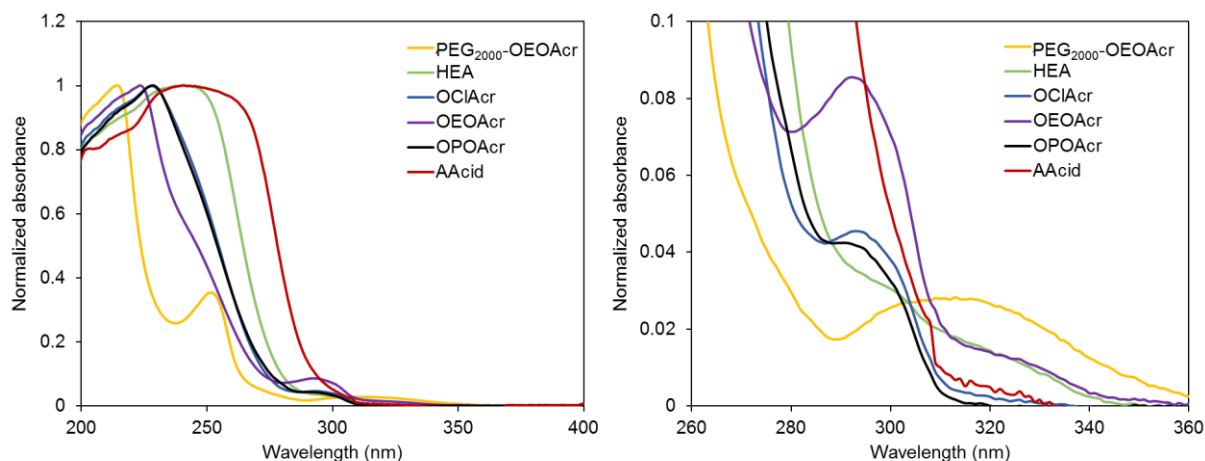 Normalized absorbance
1.2
1
0.8
0.6
0.4
0.2
0
200
250
300
350
400
Wavelength (nm)
PEG2000-OEOAcr
HEA
OClAcr
OEOAcr
OPOAcr
AAcid
Normalized absorbance
0.1
0.08
0.06
0.04
0.02
0
260
280
300
320
340
360
Wavelength (nm)
PEG2000-OEOAcr
HEA
OClAcr
OEOAcr
OPOAcr
AAcid